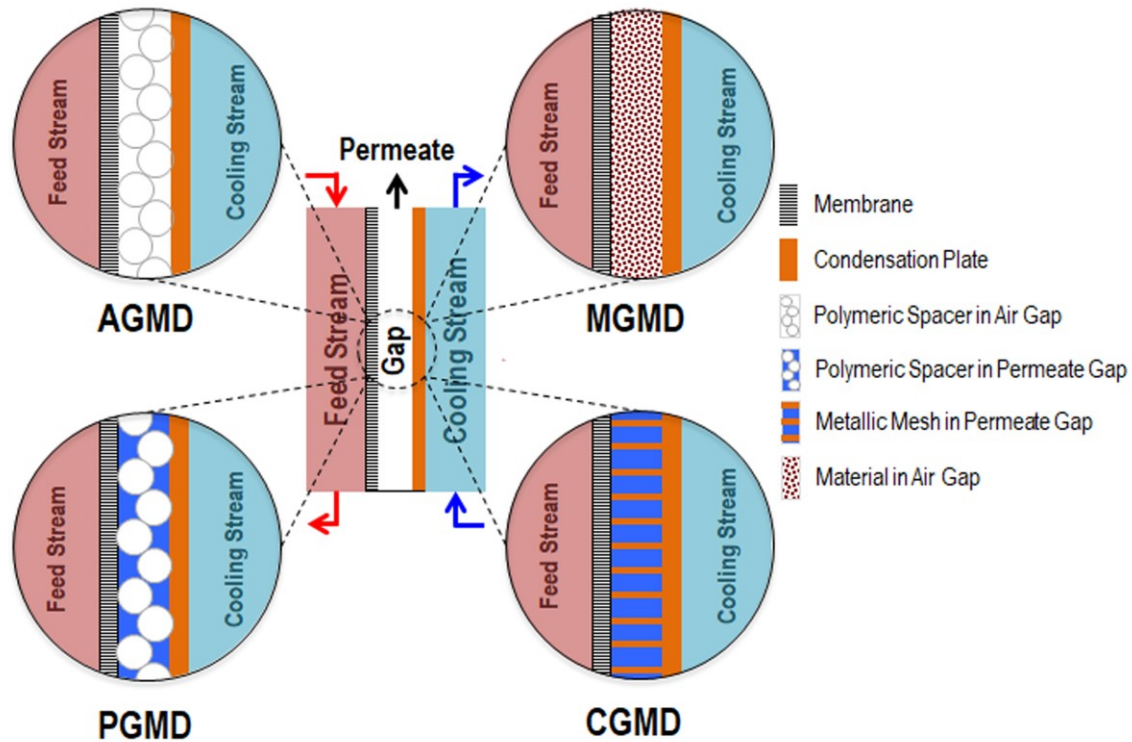 Feed Stream
Cooling Stream
AGMD
Feed Stream
Cooling Stream
MGMD
Permeate
Feed Stream
Gap
Cooling Stream
Feed Stream
Cooling Stream
PGMD
Feed Stream
Cooling Stream
CGMD
Membrane
Condensation Plate
Polymeric Spacer in Air Gap
Polymeric Spacer in Permeate Gap
Metallic Mesh in Permeate Gap
Material in Air Gap